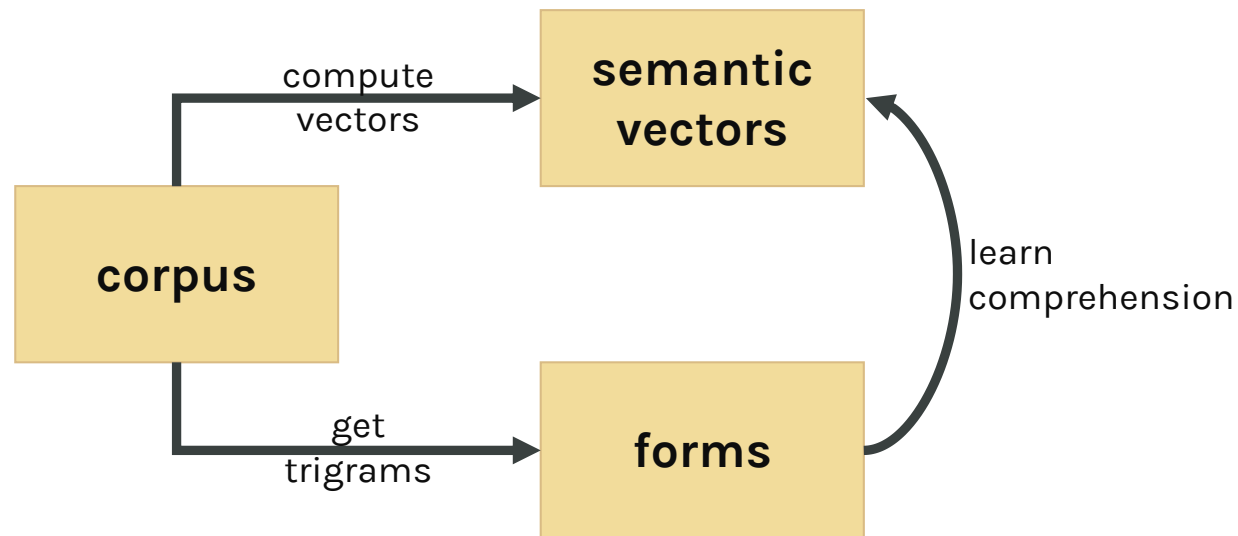 compute
vectors
semantic
vectors
corpus
learn
comprehension
get
trigrams
forms